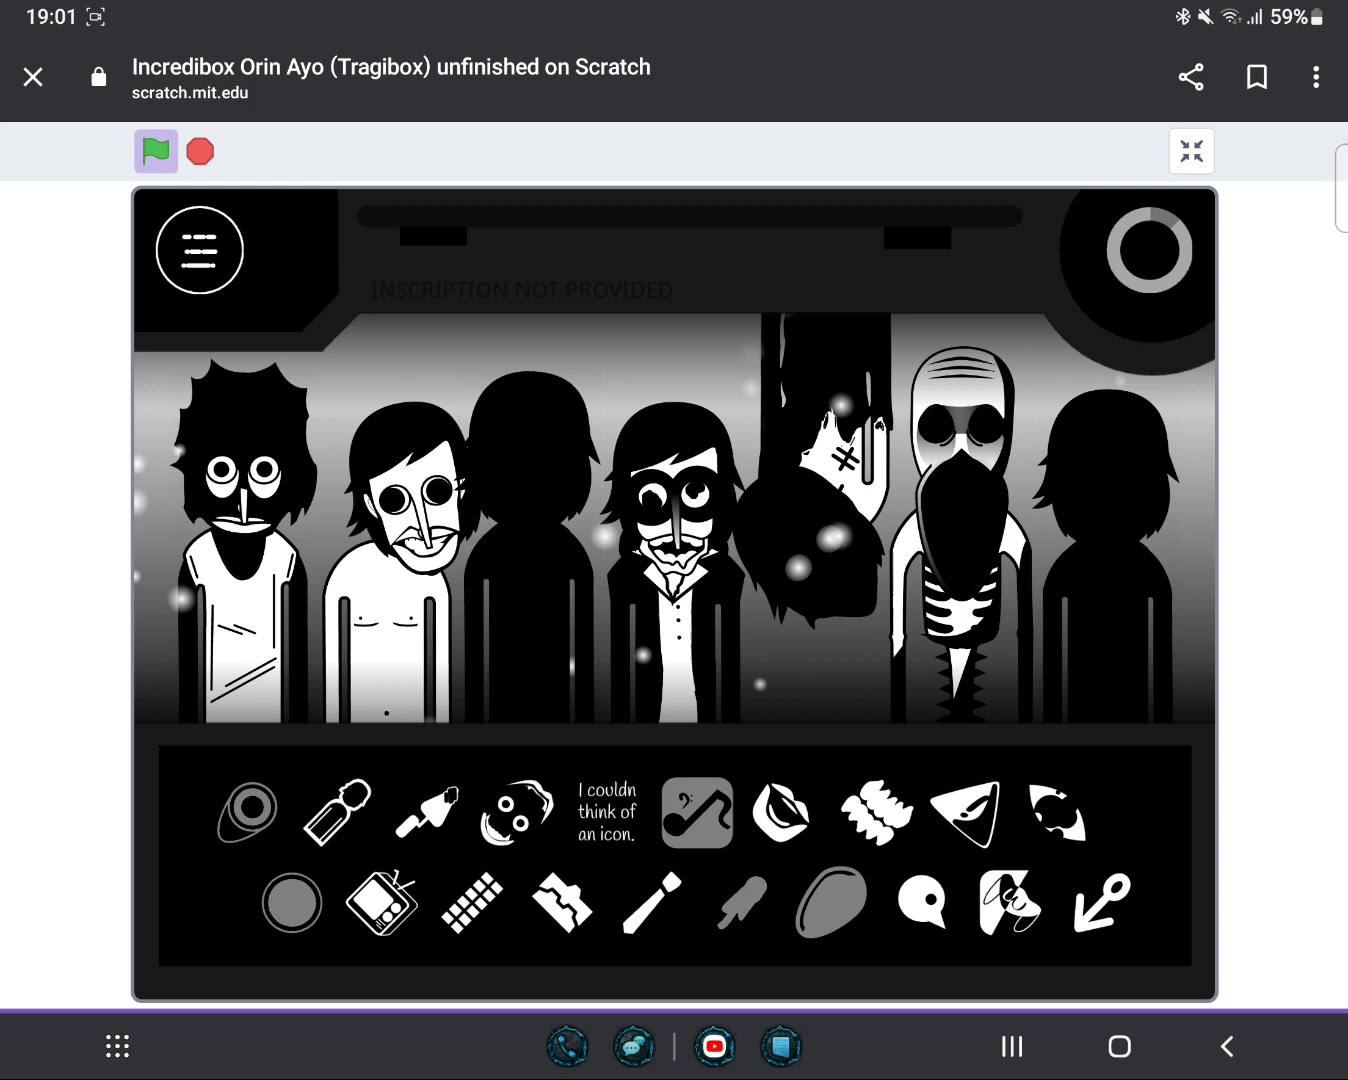 19:01
59%
Incredibox Orin Ayo (Tragibox) unfinished on Scratch
scratch.mit.edu
INSCRIPTION NOT PROVIDED
I couldn
think of
an icon.